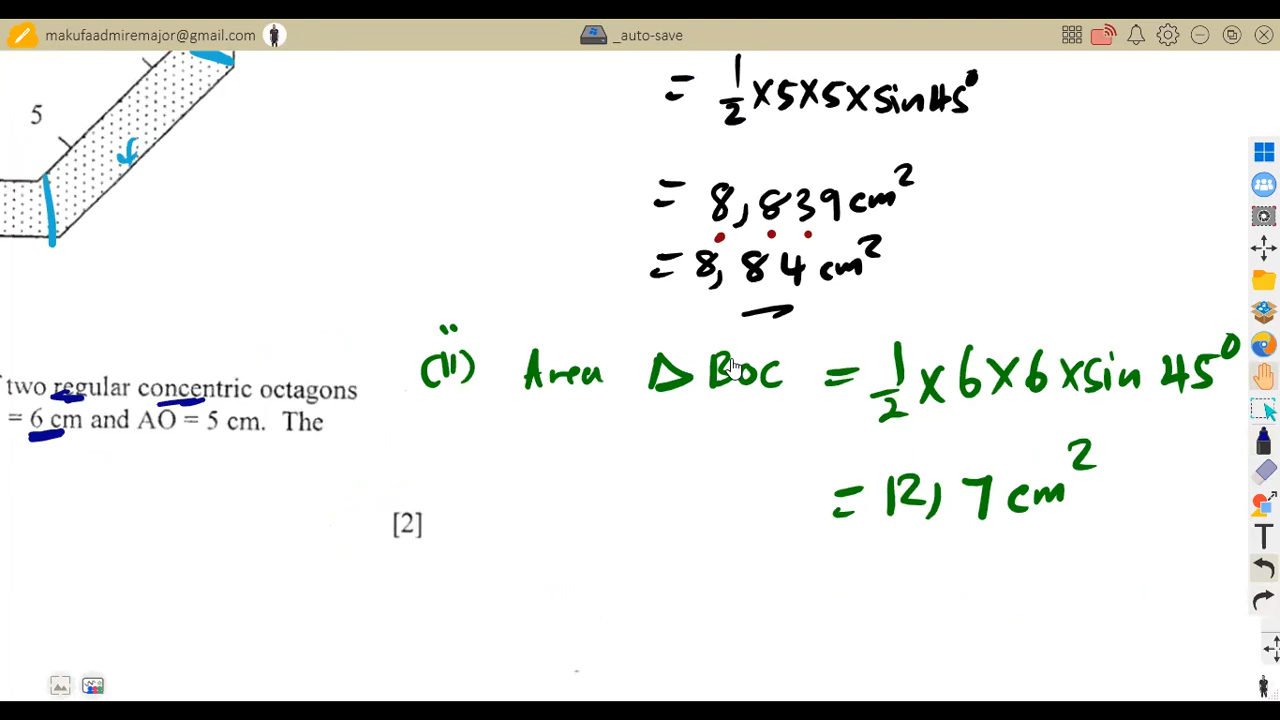 makufaadmiremajor@gmail.com
_auto-save
5
= 1/2 × 5 × 5 × sin 45°
= 8,839 cm²
= 8,84 cm²
(ii) Area Δ BOC = 1/2 × 6 × 6 × sin 45°
= 12,7 cm²
two regular concentric octagons
= 6 cm and AO = 5 cm. The
[2]
T